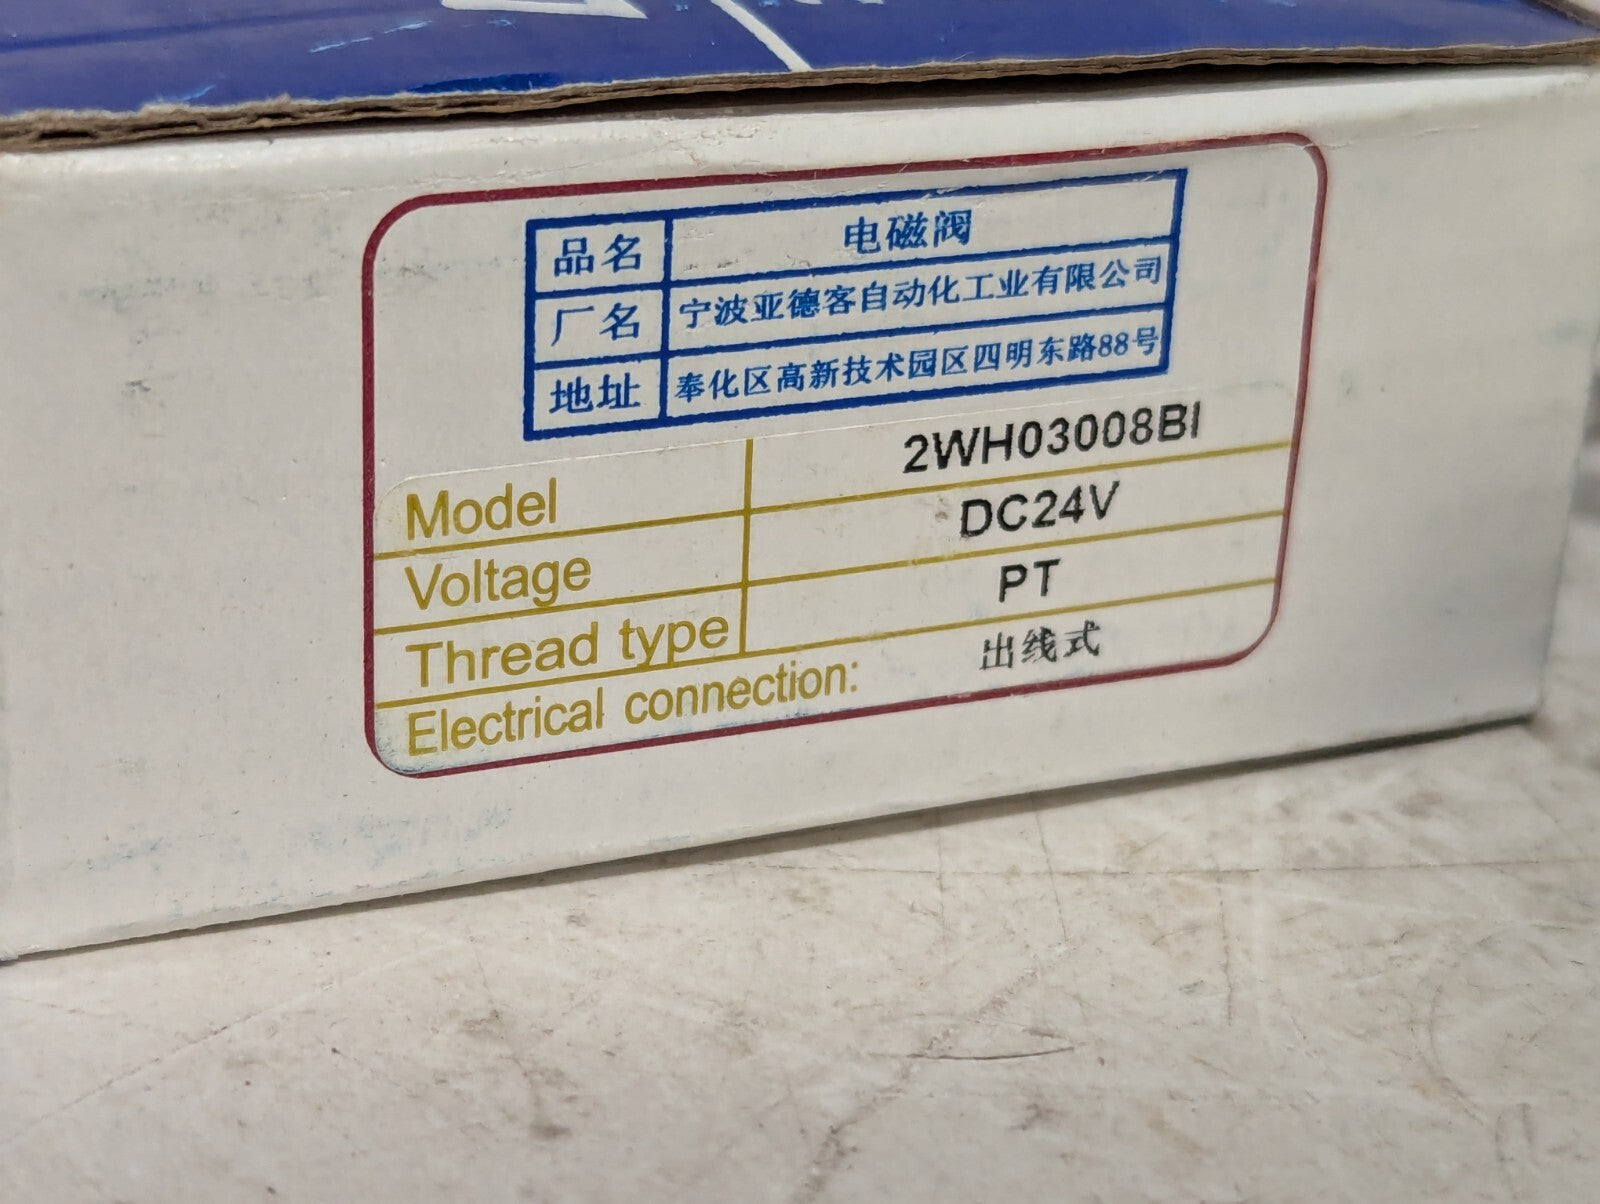 品名 电磁阀
厂名 宁波亚德客自动化工业有限公司
地址 奉化区高新技术园区四明东路88号
Model 2WH03008BI
Voltage DC24V
Thread type PT
Electrical connection: 出线式